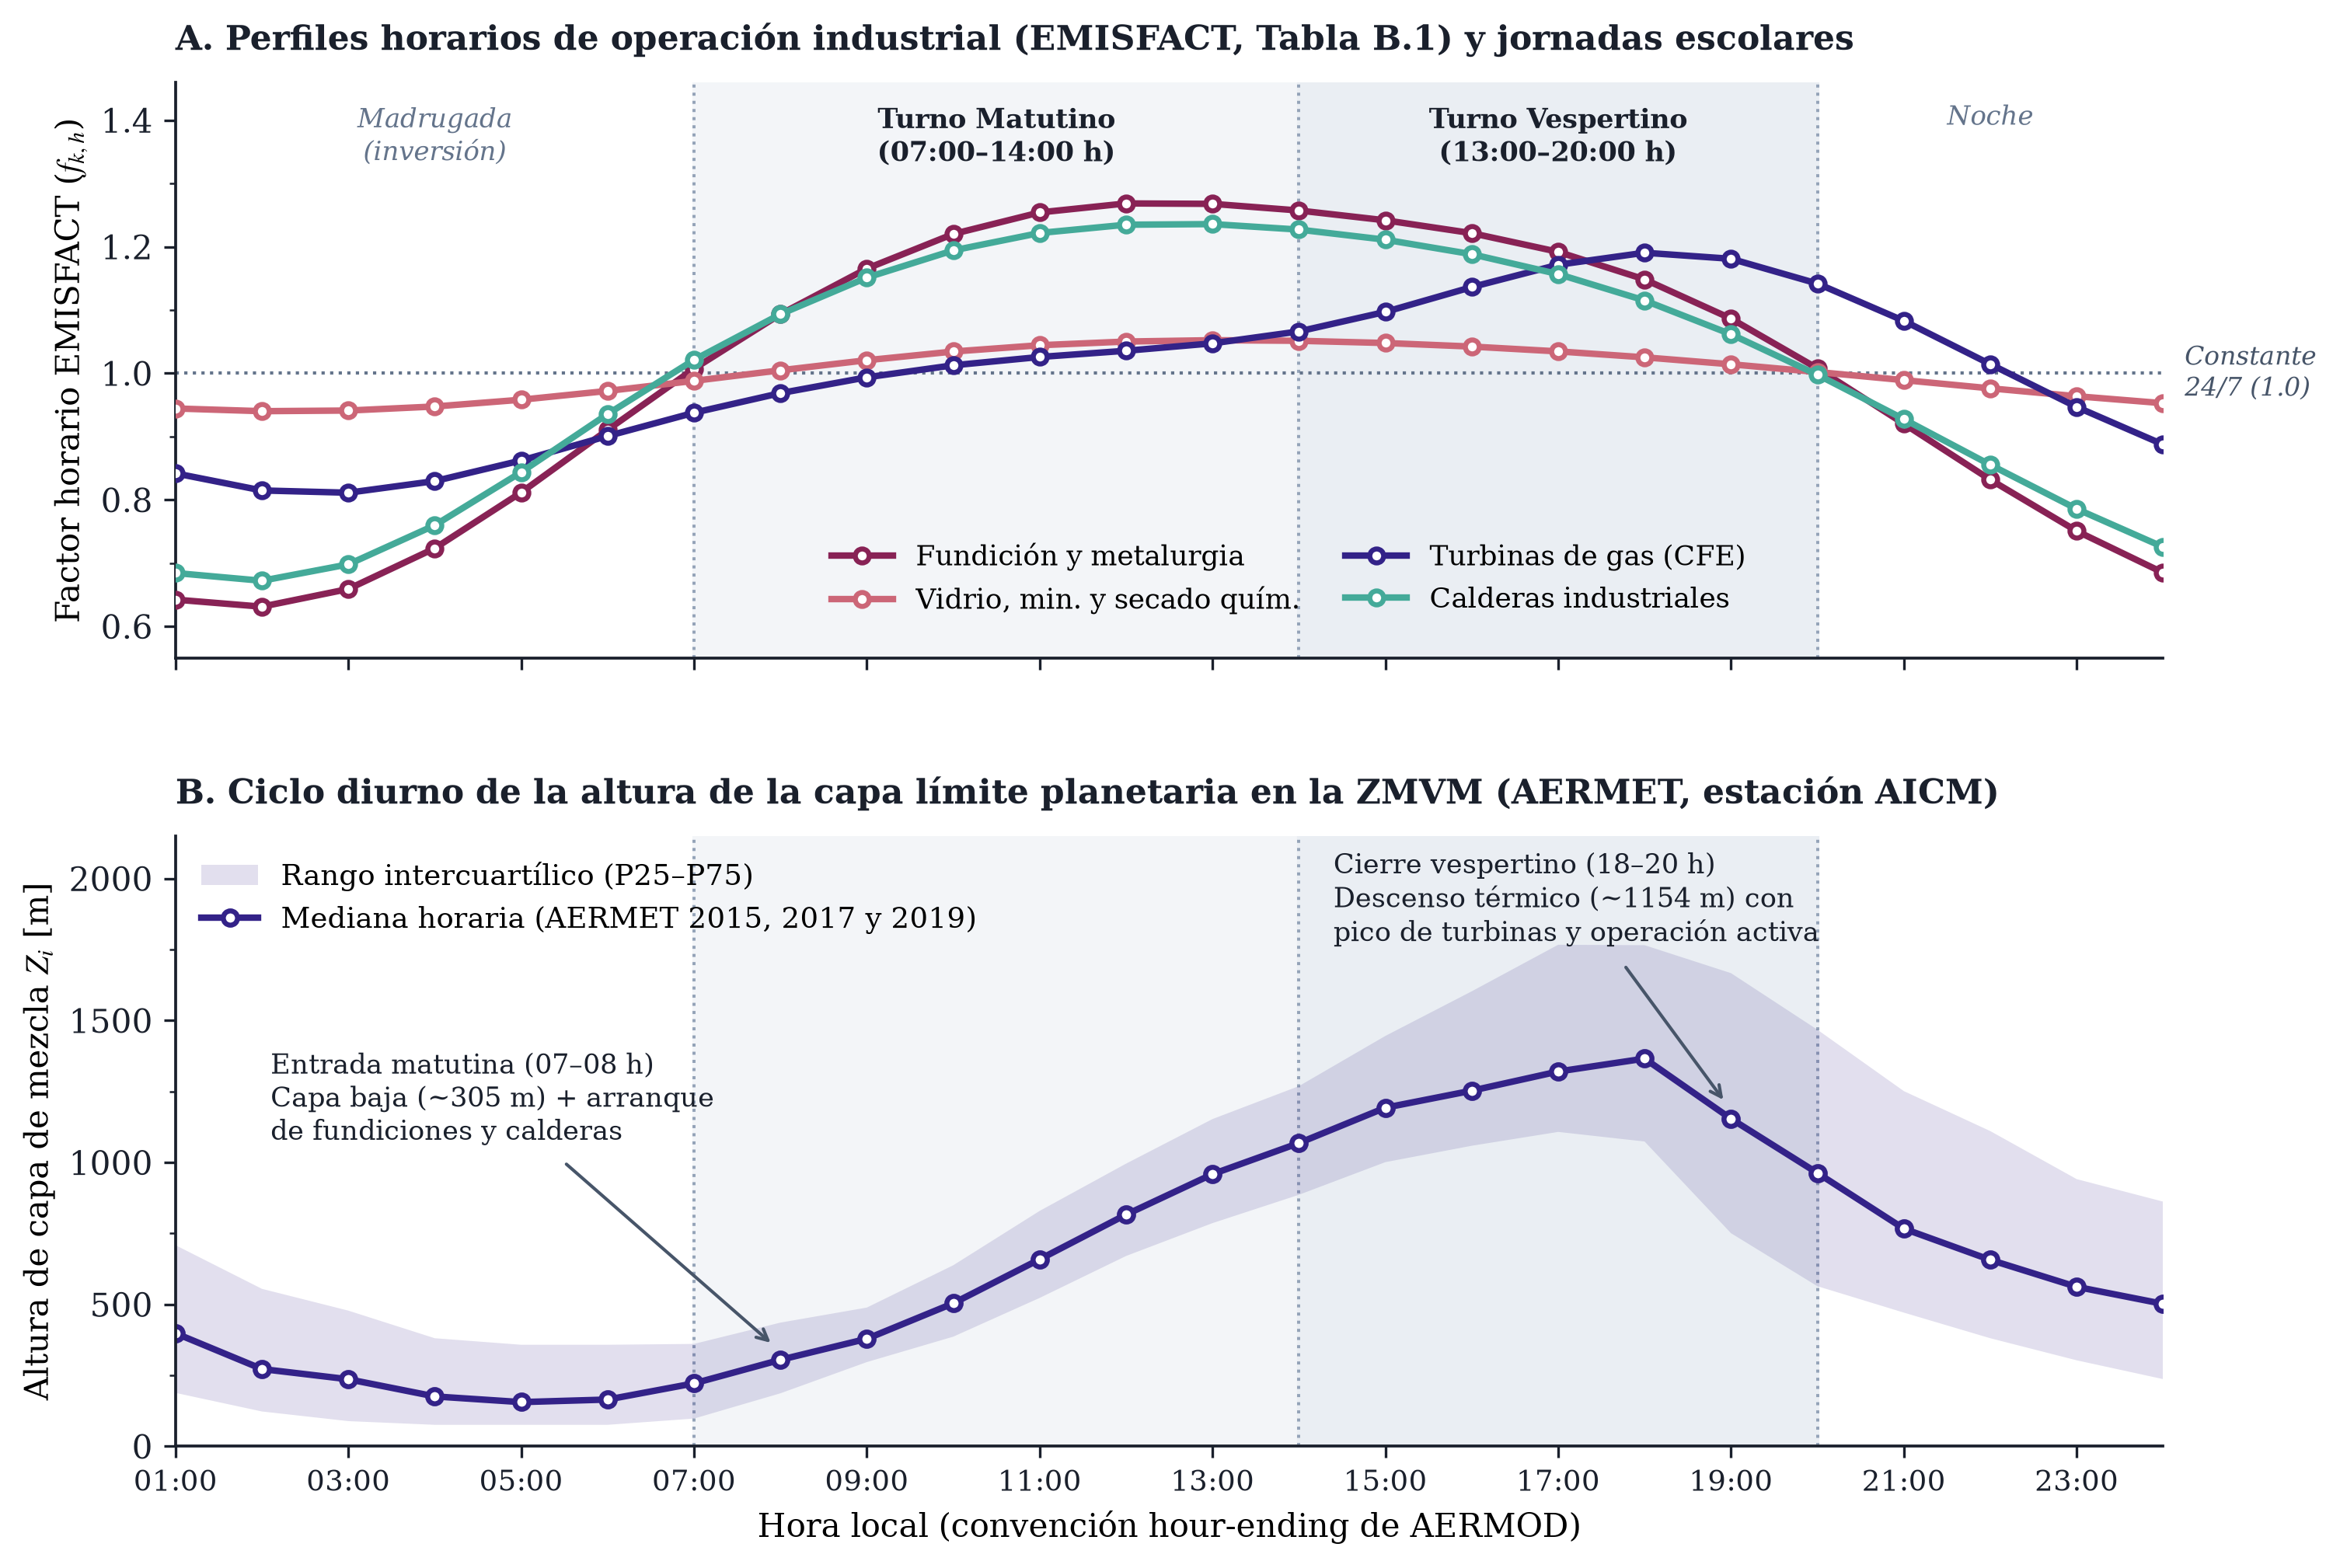 A. Perfiles horarios de operación industrial (EMISFACT, Tabla B.1) y jornadas escolares
Factor horario EMISFACT (f_{k,h})
1.4
1.2
1.0
0.8
0.6
Madrugada
(inversión)
Turno Matutino
(07:00–14:00 h)
Turno Vespertino
(13:00–20:00 h)
Noche
Constante
24/7 (1.0)
Fundición y metalurgia
Vidrio, min. y secado quím.
Turbinas de gas (CFE)
Calderas industriales
B. Ciclo diurno de la altura de la capa límite planetaria en la ZMVM (AERMET, estación AICM)
Altura de capa de mezcla Z_i [m]
2000
1500
1000
500
0
Rango intercuartílico (P25–P75)
Mediana horaria (AERMET 2015, 2017 y 2019)
Cierre vespertino (18–20 h)
Descenso térmico (~1154 m) con
pico de turbinas y operación activa
Entrada matutina (07–08 h)
Capa baja (~305 m) + arranque
de fundiciones y calderas
01:00 03:00 05:00 07:00 09:00 11:00 13:00 15:00 17:00 19:00 21:00 23:00
Hora local (convención hour-ending de AERMOD)